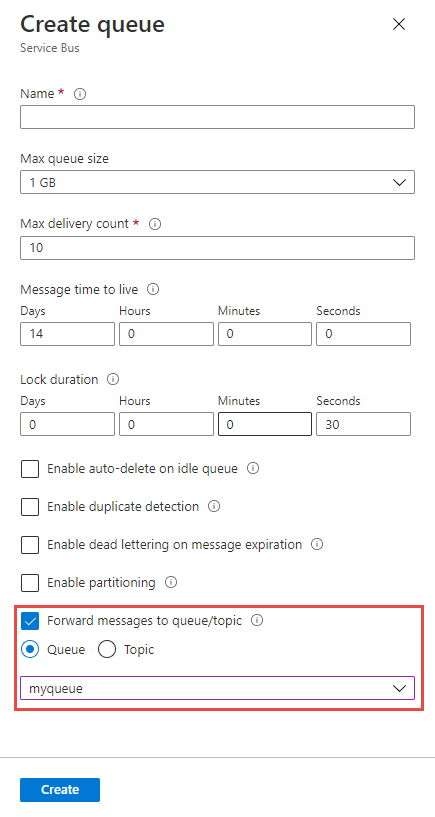 Create queue
Service Bus
Name *
Max queue size
1 GB
Max delivery count *
10
Message time to live
Days Hours Minutes Seconds
14 0 0 0
Lock duration
Days Hours Minutes Seconds
0 0 0 30
Enable auto-delete on idle queue
Enable duplicate detection
Enable dead lettering on message expiration
Enable partitioning
Forward messages to queue/topic
Queue Topic
myqueue
Create